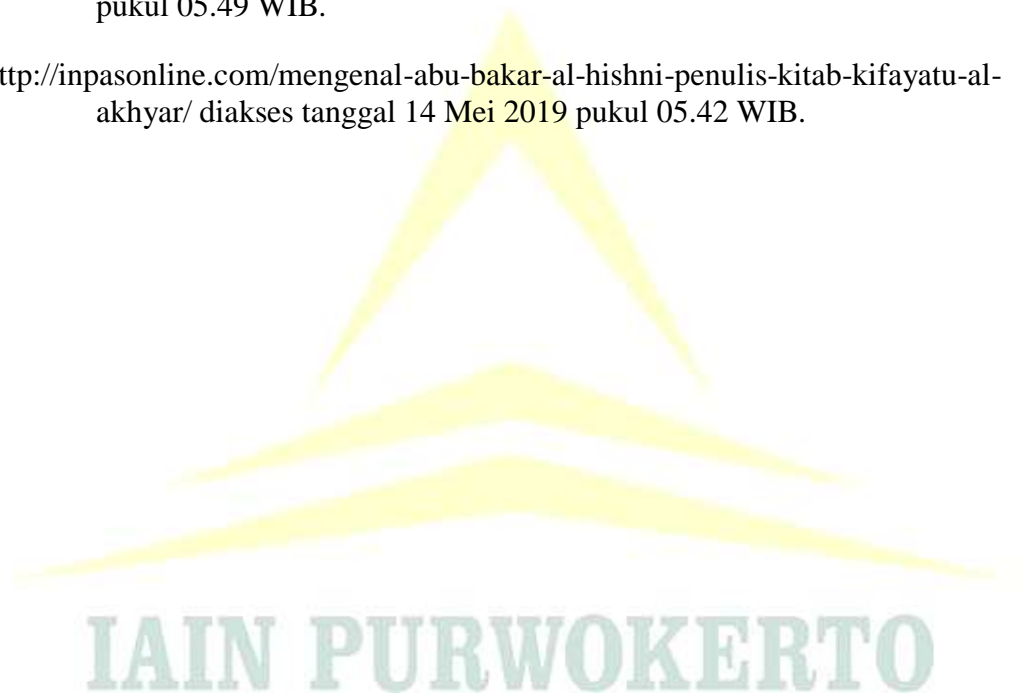 pukul 05.49 WIB.
ttp://inpasonline.com/mengenal-abu-bakar-al-hishni-penulis-kitab-kifayatu-al-
akhyar/ diakses tanggal 14 Mei 2019 pukul 05.42 WIB.
IAIN PURWOKERTO